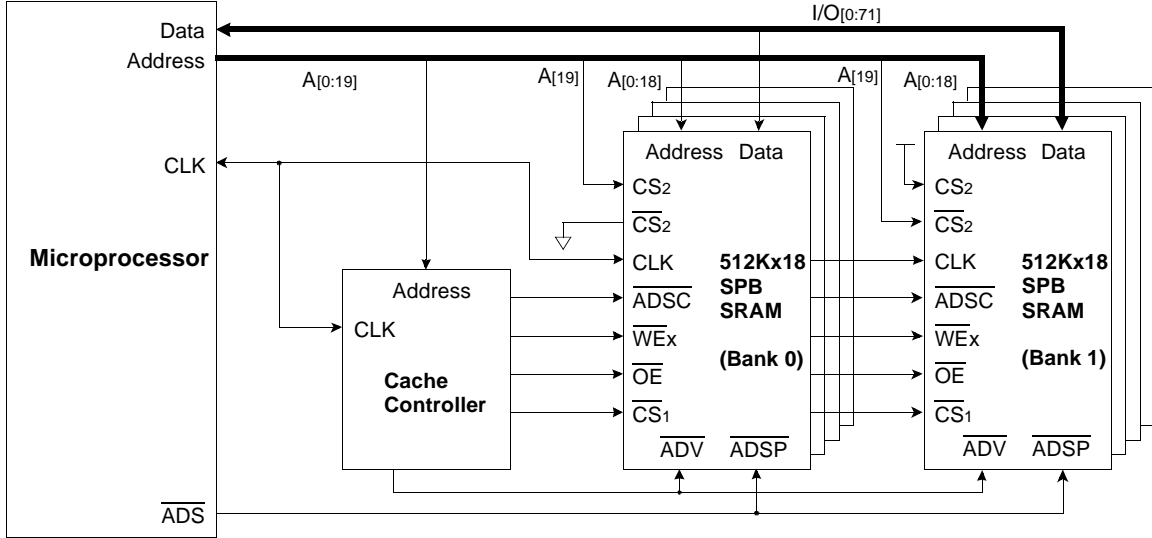 I/O[0:71]
Data
Address
A[0:19]
A[19]
A[0:18]
A[19]
A[0:18]
Address Data
Address Data
CLK
CS2
CS2
CS2
CS2
Microprocessor
CLK
512Kx18
SPB
SRAM
(Bank 0)
CLK
512Kx18
SPB
SRAM
(Bank 1)
Address
CLK
Cache
Controller
ADSC
WEx
OE
CS1
ADV
ADSP
ADSC
WEx
OE
CS1
ADV
ADSP
ADS